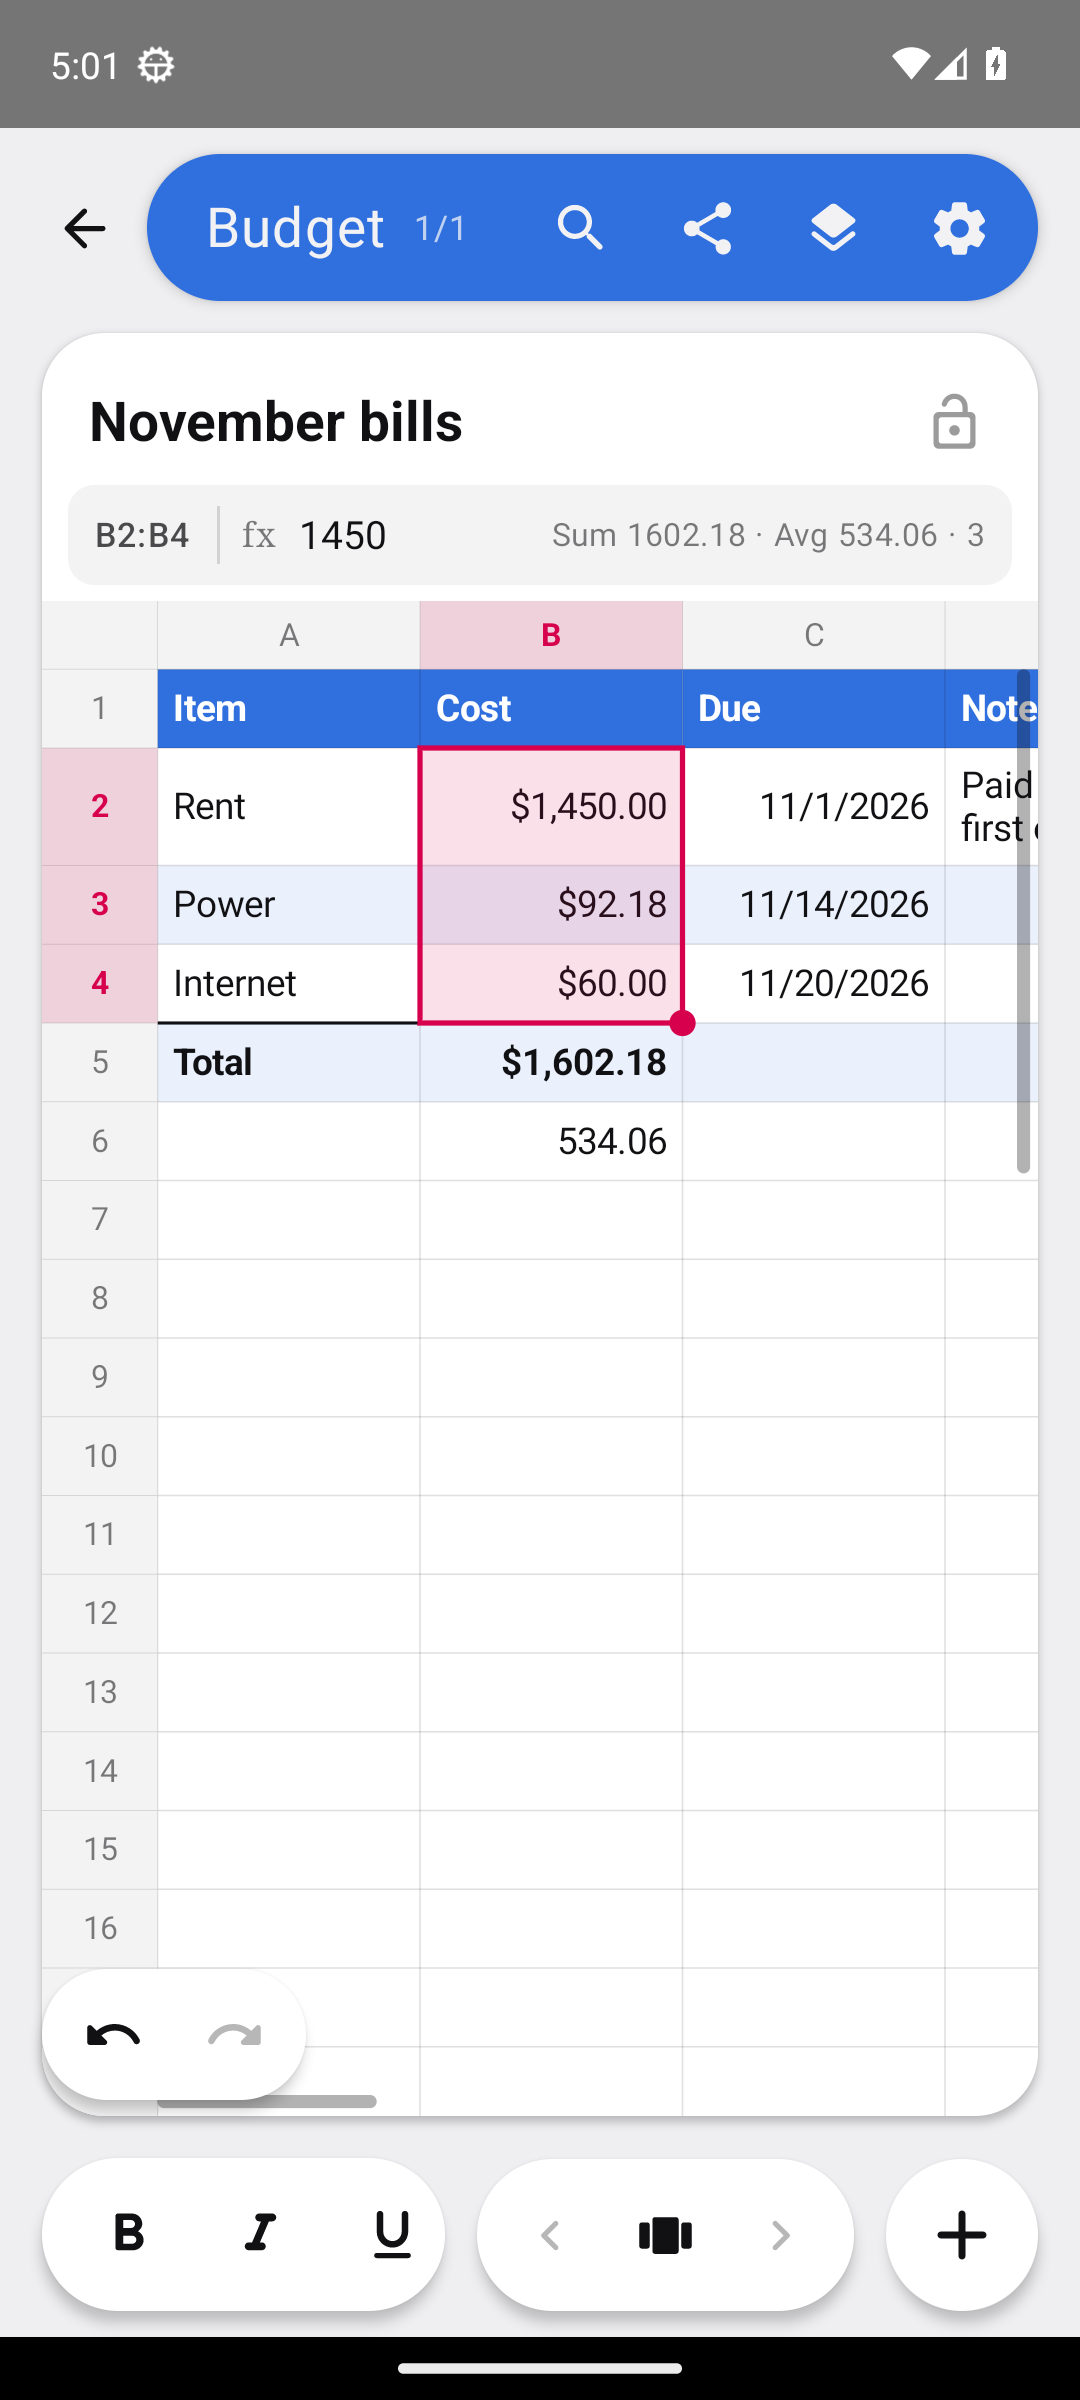 5:01
Budget 1/1
November bills
B2:B4 fx 1450 Sum 1602.18 · Avg 534.06 · 3
A B C
1 Item Cost Due Note
2 Rent $1,450.00 11/1/2026 Paid
first
3 Power $92.18 11/14/2026
4 Internet $60.00 11/20/2026
5 Total $1,602.18
6 534.06
7
8
9
10
11
12
13
14
15
16
B I U